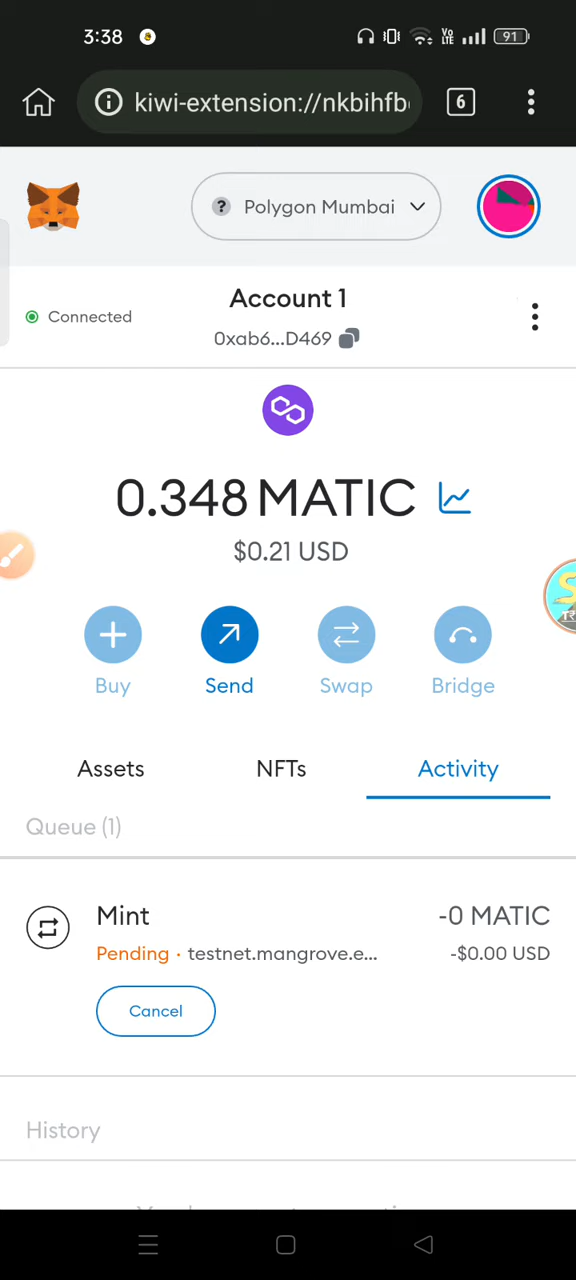 3:38 Vo LTE 91
kiwi-extension://nkbihfb 6
? Polygon Mumbai
Account 1
Connected
0xab6...D469
0.348 MATIC
$0.21 USD
Buy Send Swap Bridge
Assets NFTs Activity
Queue (1)
Mint -0 MATIC
Pending · testnet.mangrove.e... -$0.00 USD
Cancel
History